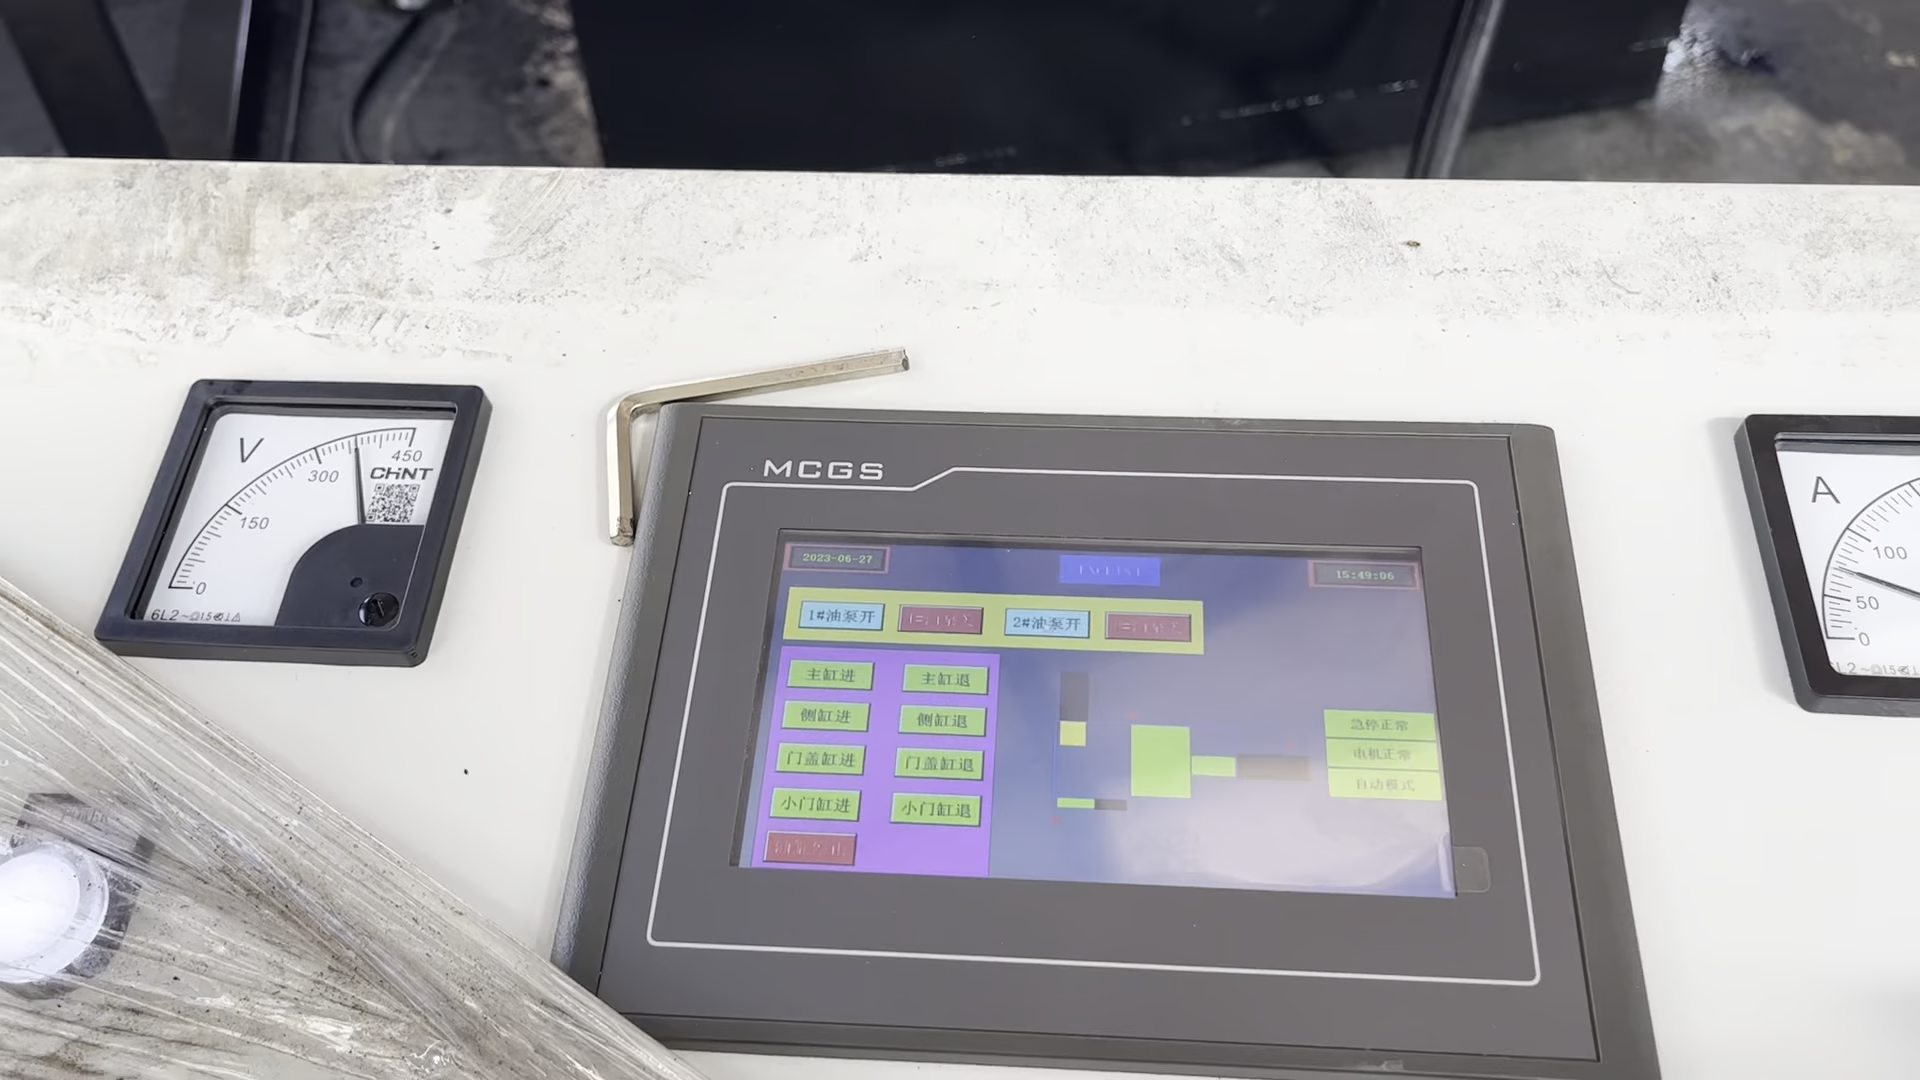 V
450
CHNT
300
150
0
6L2
MCGS
2023-06-27
15:49:06
1#油泵开
2#油泵开
主缸进
主缸退
侧缸进
侧缸退
门盖缸进
门盖缸退
小门缸进
小门缸退
急停正常
电机正常
自动模式
A
100
50
0